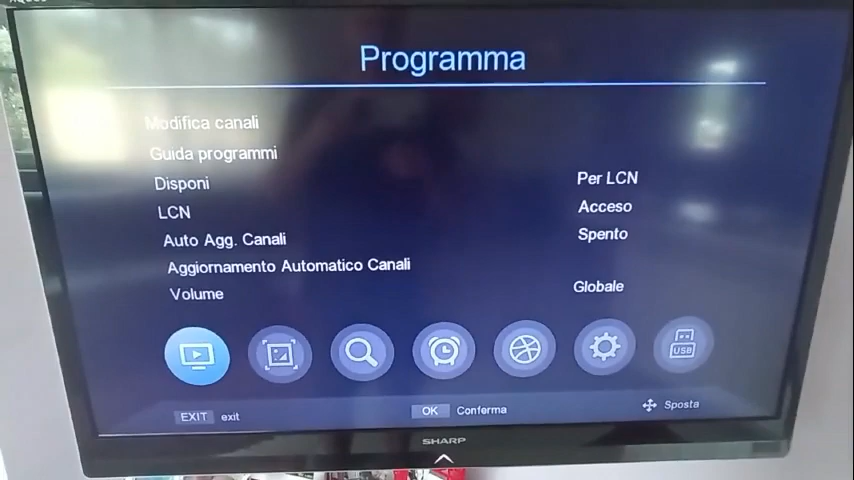 Programma
Modifica canali
Guida programmi
Disponi Per LCN
LCN Acceso
Auto Agg. Canali Spento
Aggiornamento Automatico Canali
Volume Globale
USB
EXIT exit OK Conferma Sposta
SHARP